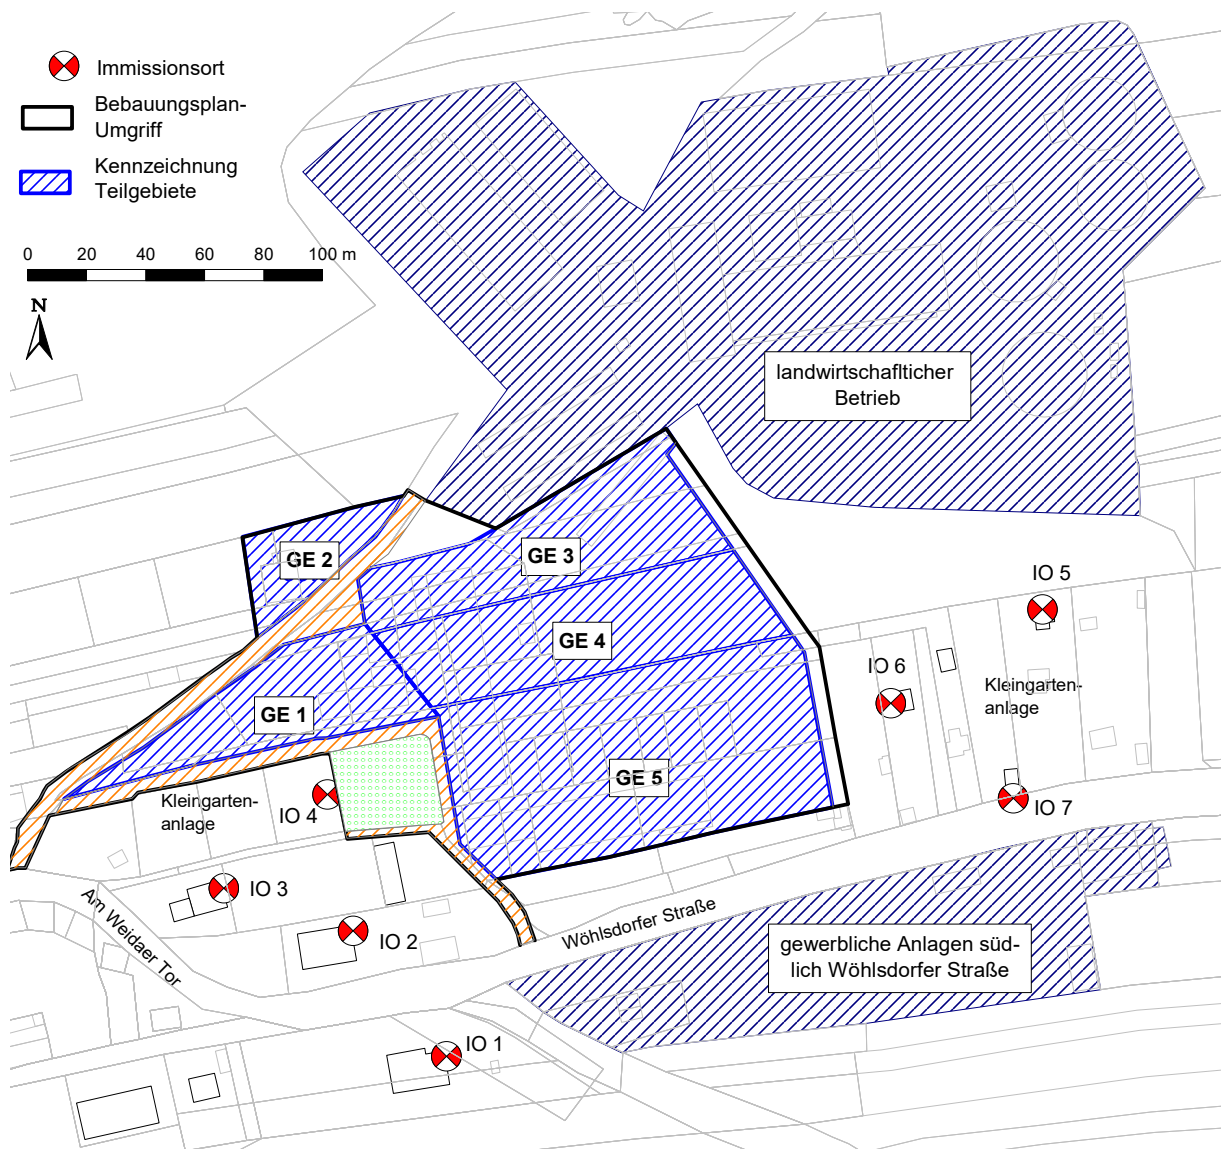 Immissionsort
Bebauungsplan-
Umgriff
Kennzeichnung
Teilgebiete
0 20 40 60 80 100 m
N
landwirtschaflticher
Betrieb
GE 2
GE 3
GE 4
GE 1
GE 5
IO 5
IO 6
Kleingarten-
anlage
IO 7
Kleingarten-
anlage
IO 4
IO 3
IO 2
Am Weidaer Tor
Wöhlsdorfer Straße
gewerbliche Anlagen süd-
lich Wöhlsdorfer Straße
IO 1